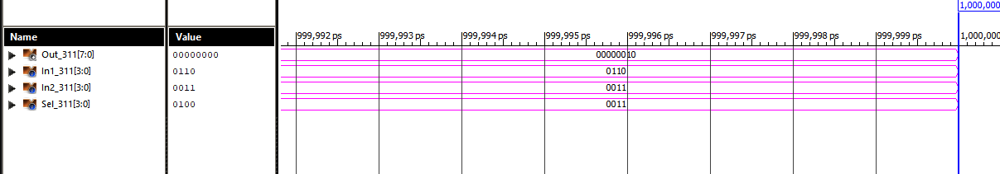 1,000,000
Name Value 999,992 ps 999,993 ps 999,994 ps 999,995 ps 999,996 ps 999,997 ps 999,998 ps 999,999 ps 1,000,000
Out_311[7:0] 00000000 00000010
In1_311[3:0] 0110 0110
In2_311[3:0] 0011 0011
Sel_311[3:0] 0100 0011